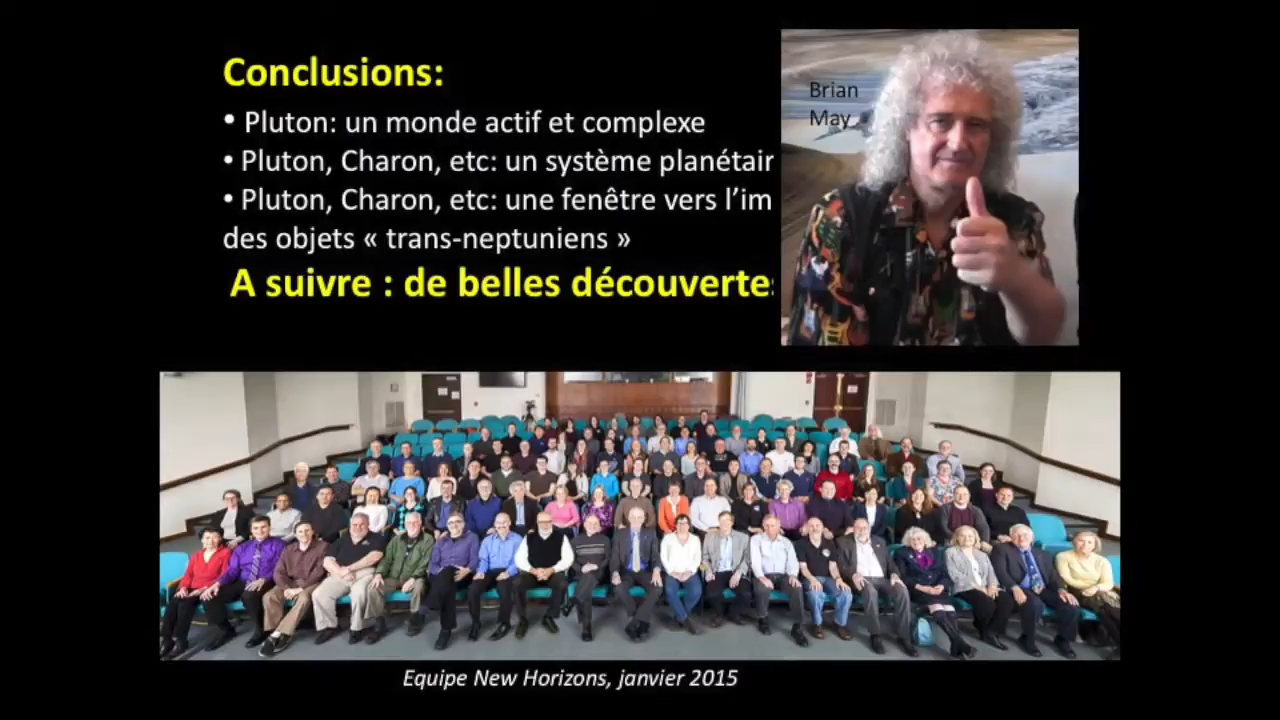 Conclusions:
• Pluton: un monde actif et complexe
• Pluton, Charon, etc: un système planétair
• Pluton, Charon, etc: une fenêtre vers l’im
des objets « trans-neptuniens »
A suivre : de belles découvertes
Brian
May
Equipe New Horizons, janvier 2015